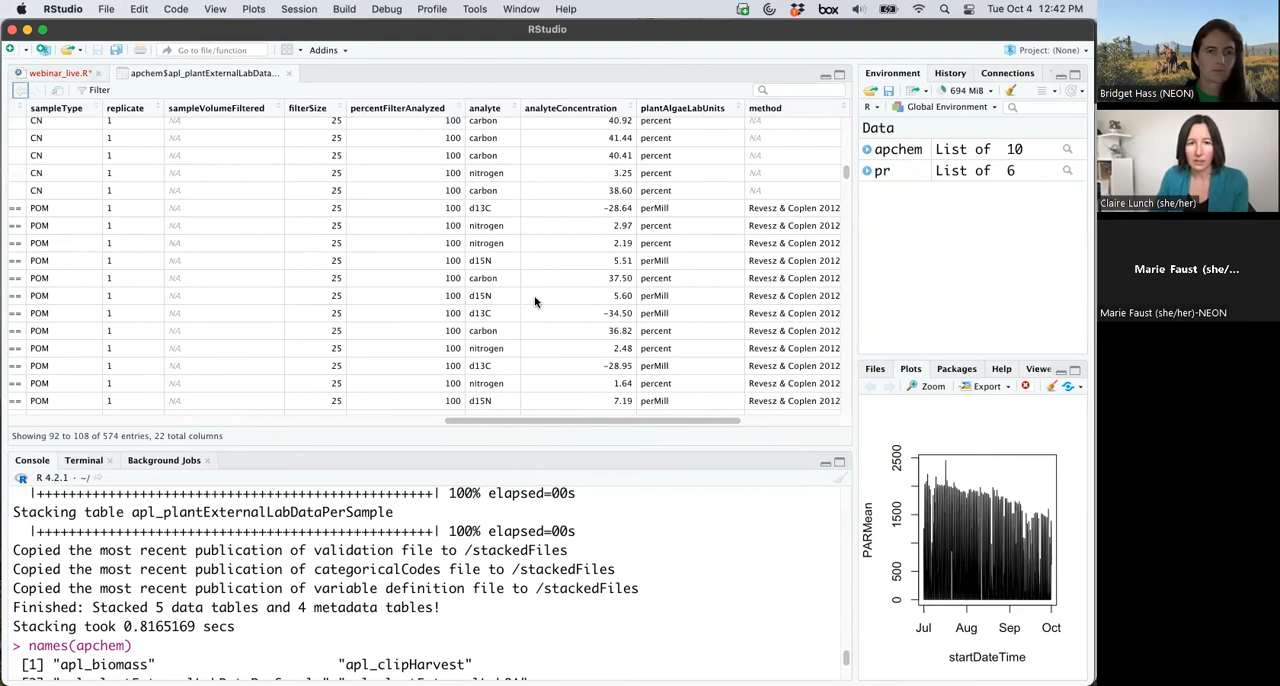 RStudio File Edit Code View Plots Session Build Debug Profile Tools Window Help box Tue Oct 4 12:42 PM
RStudio
Go to file/function Addins Project: (None)
webinar_live.R* apchem$apl_plantExternalLabData...
Filter
sampleType replicate sampleVolumeFiltered filterSize percentFilterAnalyzed analyte analyteConcentration plantAlgaeLabUnits method
CN 1 NA 25 100 carbon 40.92 percent NA
CN 1 NA 25 100 carbon 41.44 percent NA
CN 1 NA 25 100 carbon 40.41 percent NA
CN 1 NA 25 100 nitrogen 3.25 percent NA
CN 1 NA 25 100 carbon 38.60 percent NA
== POM 1 NA 25 100 d13C -28.64 perMill Revesz & Coplen 2012
== POM 1 NA 25 100 nitrogen 2.97 percent Revesz & Coplen 2012
== POM 1 NA 25 100 nitrogen 2.19 percent Revesz & Coplen 2012
== POM 1 NA 25 100 d15N 5.51 perMill Revesz & Coplen 2012
== POM 1 NA 25 100 carbon 37.50 percent Revesz & Coplen 2012
== POM 1 NA 25 100 d15N 5.60 perMill Revesz & Coplen 2012
== POM 1 NA 25 100 d13C -34.50 perMill Revesz & Coplen 2012
== POM 1 NA 25 100 carbon 36.82 percent Revesz & Coplen 2012
== POM 1 NA 25 100 nitrogen 2.48 percent Revesz & Coplen 2012
== POM 1 NA 25 100 d13C -28.95 perMill Revesz & Coplen 2012
== POM 1 NA 25 100 nitrogen 1.64 percent Revesz & Coplen 2012
== POM 1 NA 25 100 d15N 7.19 perMill Revesz & Coplen 2012
Showing 92 to 108 of 574 entries, 22 total columns
Console Terminal Background Jobs
R 4.2.1 · ~/
|++++++++++++++++++++++++++++++++++++++++++++++++++| 100% elapsed=00s
Stacking table apl_plantExternalLabDataPerSample
|++++++++++++++++++++++++++++++++++++++++++++++++++| 100% elapsed=00s
Copied the most recent publication of validation file to /stackedFiles
Copied the most recent publication of categoricalCodes file to /stackedFiles
Copied the most recent publication of variable definition file to /stackedFiles
Finished: Stacked 5 data tables and 4 metadata tables!
Stacking took 0.8165169 secs
> names(apchem)
[1] "apl_biomass" "apl_clipHarvest"
Environment History Connections
694 MiB
R Global Environment
Data
apchem List of 10
pr List of 6
Files Plots Packages Help Viewe
Zoom Export
PARMean
2500
1500
500
0
Jul Aug Sep Oct
startDateTime
Bridget Hass (NEON)
Claire Lunch (she/her)
Marie Faust (she/...
Marie Faust (she/her)-NEON